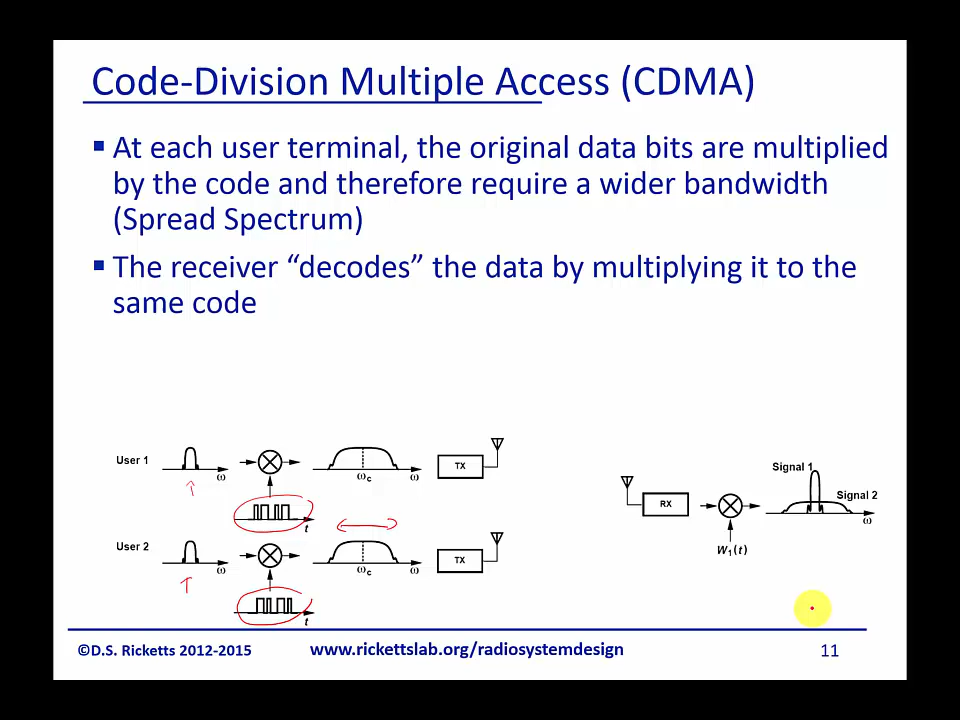 Code-Division Multiple Access (CDMA)
▪ At each user terminal, the original data bits are multiplied
by the code and therefore require a wider bandwidth
(Spread Spectrum)
▪ The receiver “decodes” the data by multiplying it to the
same code
User 1
ω
ωc
ω
TX
t
User 2
ω
ωc
ω
TX
t
RX
W1(t)
Signal 1
Signal 2
ω
©D.S. Ricketts 2012-2015
www.rickettslab.org/radiosystemdesign
11